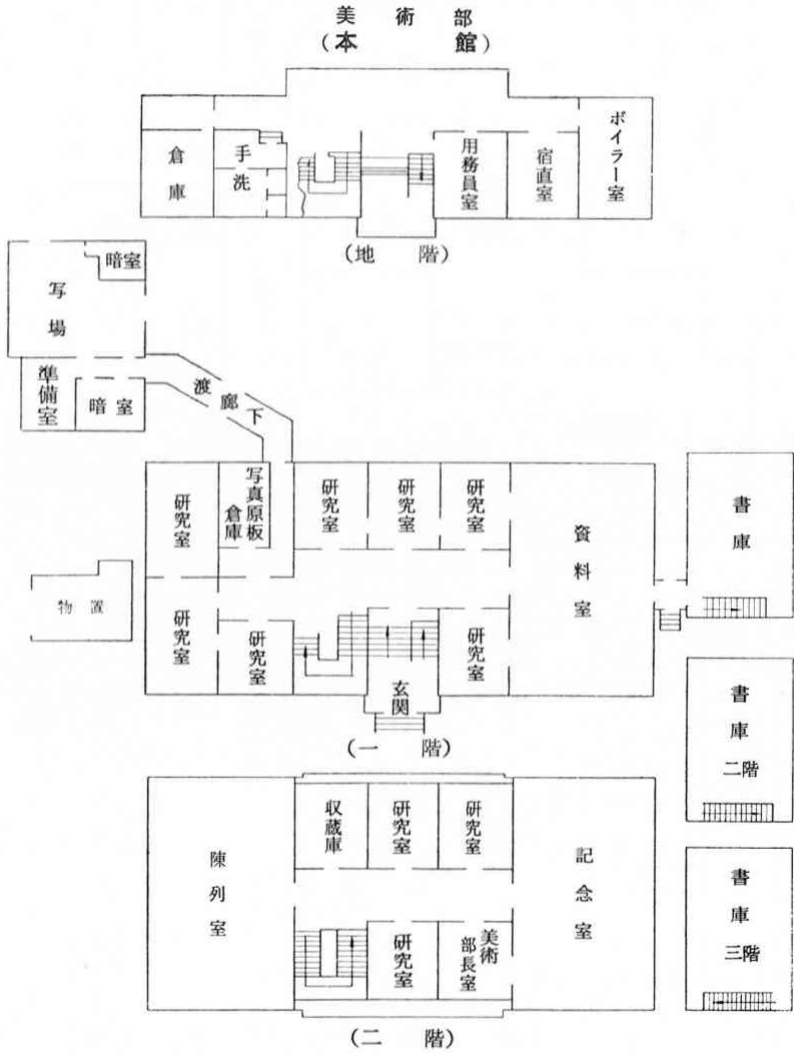 美術部
(本館)
倉庫
手洗
用務員室
宿直室
ボイラー室
(地階)
暗室
写場
準備室
暗室
渡廊下
研究室
写真原板
倉庫
研究室
研究室
研究室
資料室
書庫
物置
研究室
研究室
玄関
研究室
(一階)
書庫
二階
陳列室
収蔵庫
研究室
研究室
記念室
研究室
美術
部長室
書庫
三階
(二階)